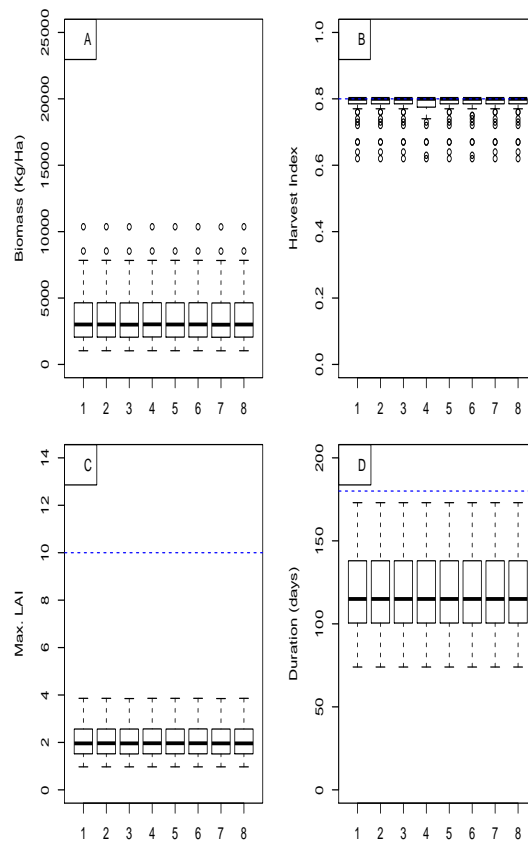 A
Biomass (Kg/Ha)
25000
20000
15000
10000
5000
0
1 2 3 4 5 6 7 8
B
Harvest Index
1.0
0.8
0.6
0.4
0.2
0.0
1 2 3 4 5 6 7 8
C
Max. LAI
14
12
10
8
6
4
2
0
1 2 3 4 5 6 7 8
D
Duration (days)
200
150
100
50
0
1 2 3 4 5 6 7 8